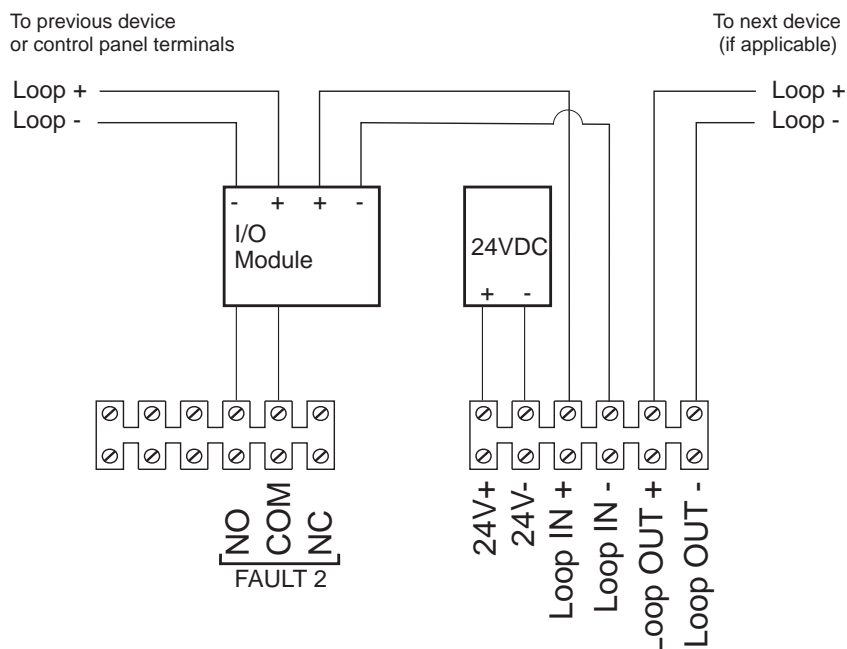 To previous device
or control panel terminals
To next device
(if applicable)
Loop +
Loop -
Loop +
Loop -
- + + -
I/O
Module
24VDC
+ -
NO
COM
NC
FAULT 2
24V+
24V-
Loop IN +
Loop IN -
Loop OUT +
Loop OUT -